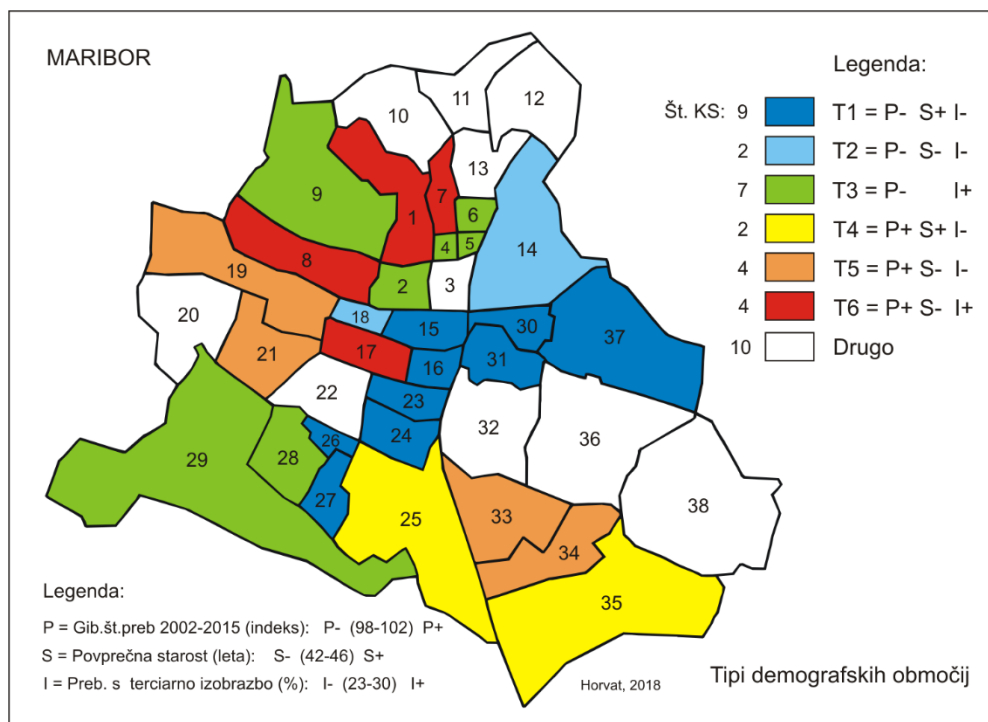 MARIBOR
Legenda:
Št. KS: 9 T1 = P- S+ I-
2 T2 = P- S- I-
7 T3 = P- I+
2 T4 = P+ S+ I-
4 T5 = P+ S- I-
4 T6 = P+ S- I+
10 Drugo
10
11
12
13
9
1
7
6
4
5
14
8
2
3
19
20
18
15
30
37
21
17
16
31
22
23
24
32
36
26
29
28
27
25
33
34
38
35
Legenda:
P = Gib.št.preb 2002-2015 (indeks): P- (98-102) P+
S = Povprečna starost (leta): S- (42-46) S+
I = Preb. s terciarno izobrazbo (%): I- (23-30) I+
Horvat, 2018
Tipi demografskih območij